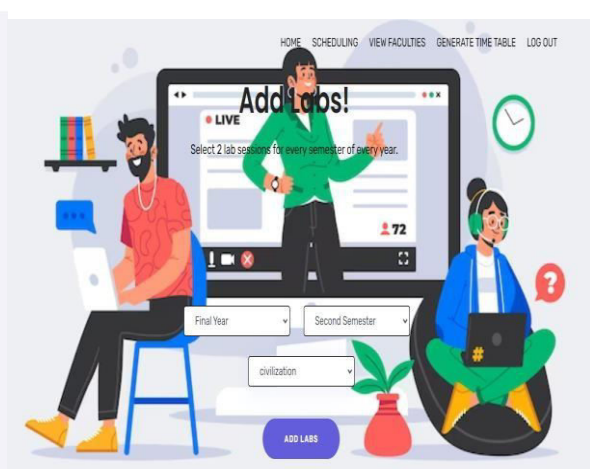 HOME SCHEDULING VIEW FACULTIES GENERATE TIME TABLE LOG OUT
Add Labs!
LIVE
Select 2 lab sessions for every semester of every year.
72
Final Year Second Semester
?
civilization
#
ADD LABS